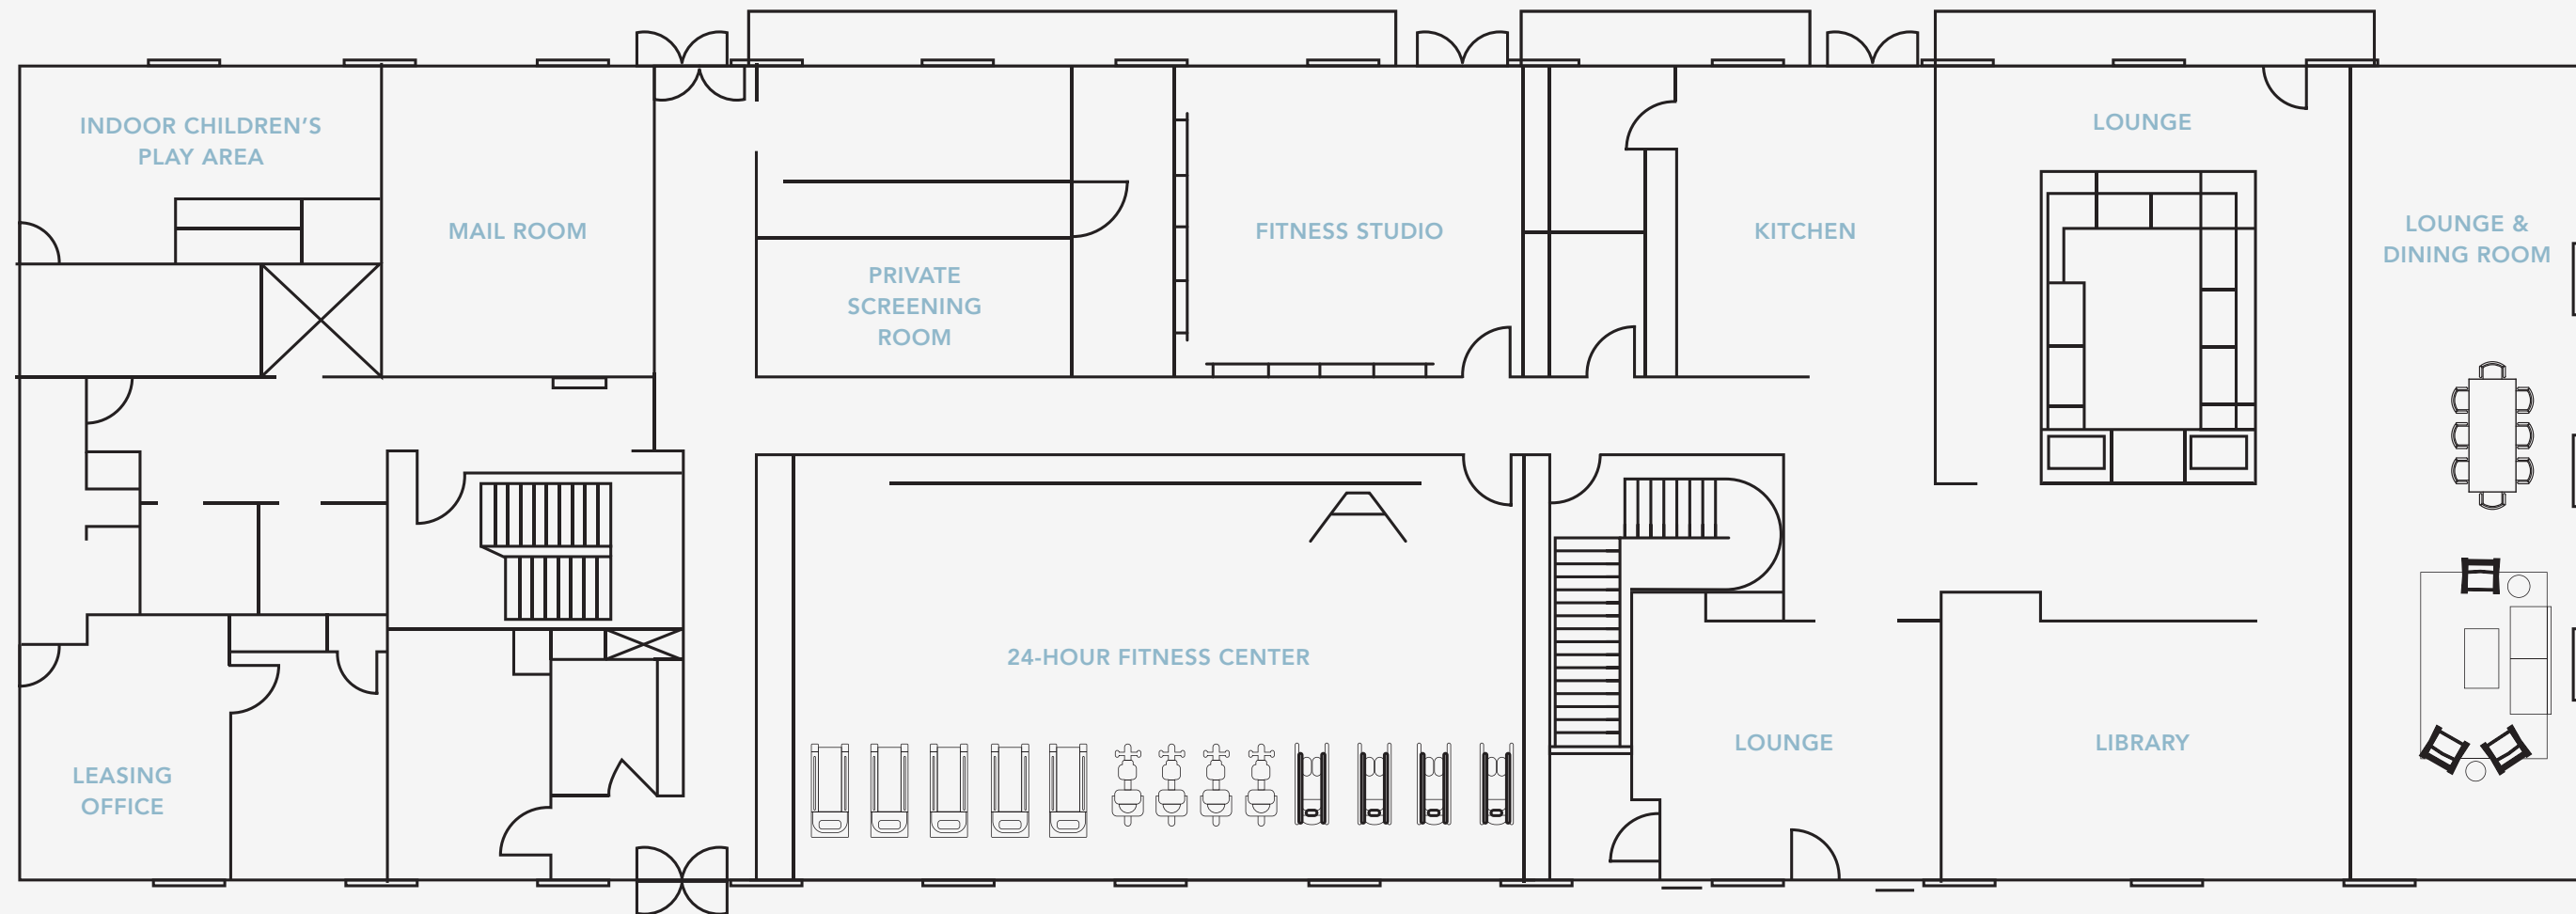 INDOOR CHILDREN’S
PLAY AREA
MAIL ROOM
PRIVATE
SCREENING
ROOM
FITNESS STUDIO
KITCHEN
LOUNGE
LOUNGE &
DINING ROOM
24-HOUR FITNESS CENTER
LEASING
OFFICE
LOUNGE
LIBRARY